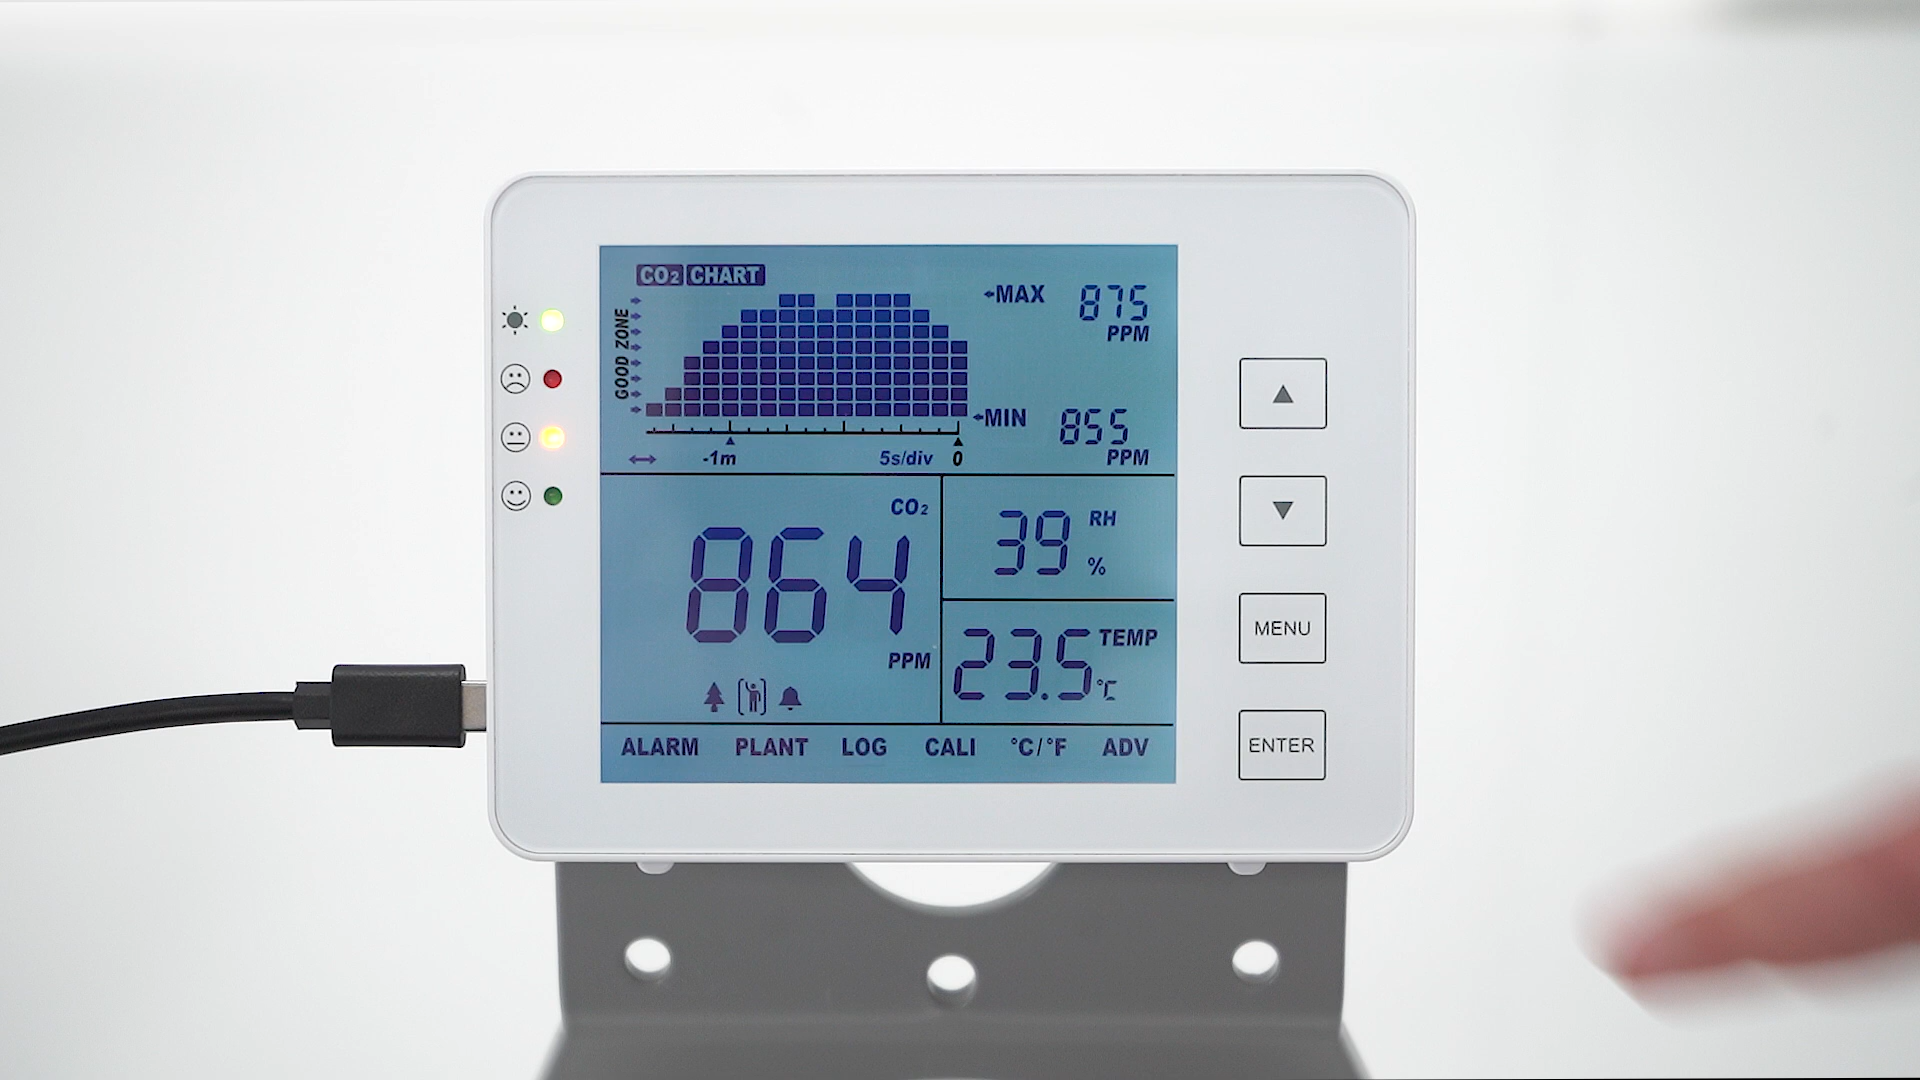 CO2 CHART
GOOD ZONE
MAX 875
PPM
MIN 855
PPM
-1m 5s/div 0
CO2
864
PPM
39 RH
%
23.5 TEMP
°C
ALARM PLANT LOG CALI °C/°F ADV
MENU
ENTER